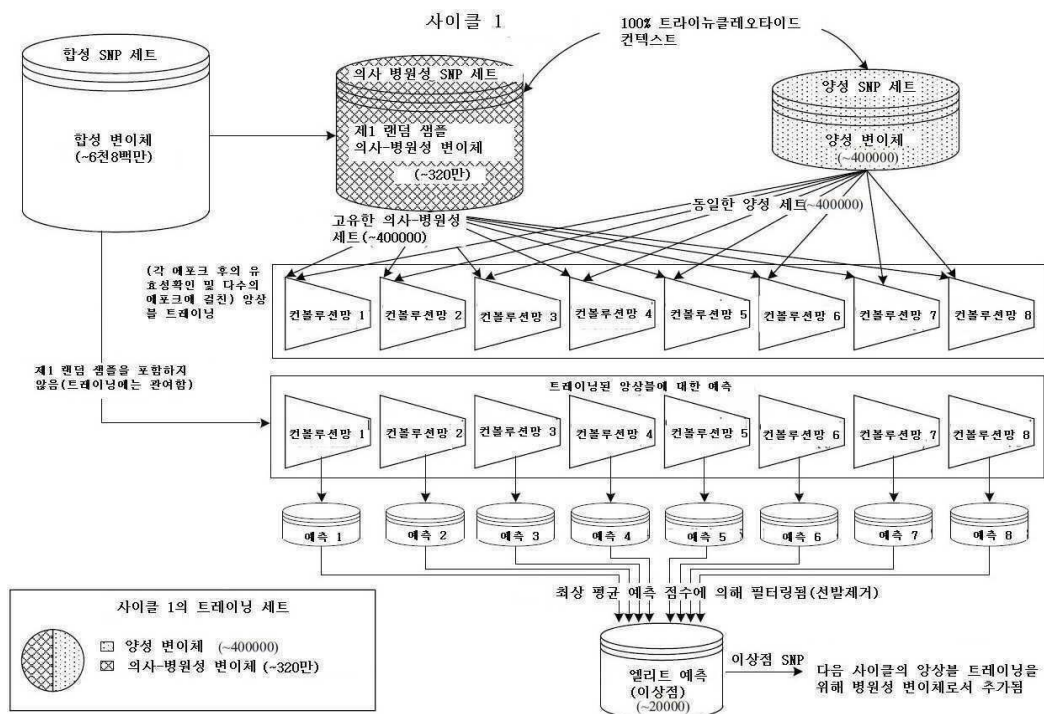 사이클 1
합성 SNP 세트
합성 변이체
(~6천8백만)
의사 병원성 SNP 세트
제1 랜덤 샘플
의사-병원성 변이체
(~320만)
100% 트라이뉴클레오타이드
컨텍스트
양성 SNP 세트
양성 변이체
(~400000)
고유한 의사-병원성
세트(~400000)
동일한 양성 세트(~400000)
(각 에포크 후의 유
효성확인 및 다수의
에포크에 걸친) 앙상
블 트레이닝
컨볼루션망 1
컨볼루션망 2
컨볼루션망 3
컨볼루션망 4
컨볼루션망 5
컨볼루션망 6
컨볼루션망 7
컨볼루션망 8
제1 랜덤 샘플을 포함하지
않음(트레이닝에는 관여함)
트레이닝된 앙상블에 대한 예측
컨볼루션망 1
컨볼루션망 2
컨볼루션망 3
컨볼루션망 4
컨볼루션망 5
컨볼루션망 6
컨볼루션망 7
컨볼루션망 8
예측 1
예측 2
예측 3
예측 4
예측 5
예측 6
예측 7
예측 8
최상 평균 예측 점수에 의해 필터링됨(선발제거)
사이클 1의 트레이닝 세트
양성 변이체 (~400000)
의사-병원성 변이체 (~320만)
엘리트 예측
(이상점)
(~20000)
이상점 SNP
다음 사이클의 앙상블 트레이닝을
위해 병원성 변이체로서 추가됨